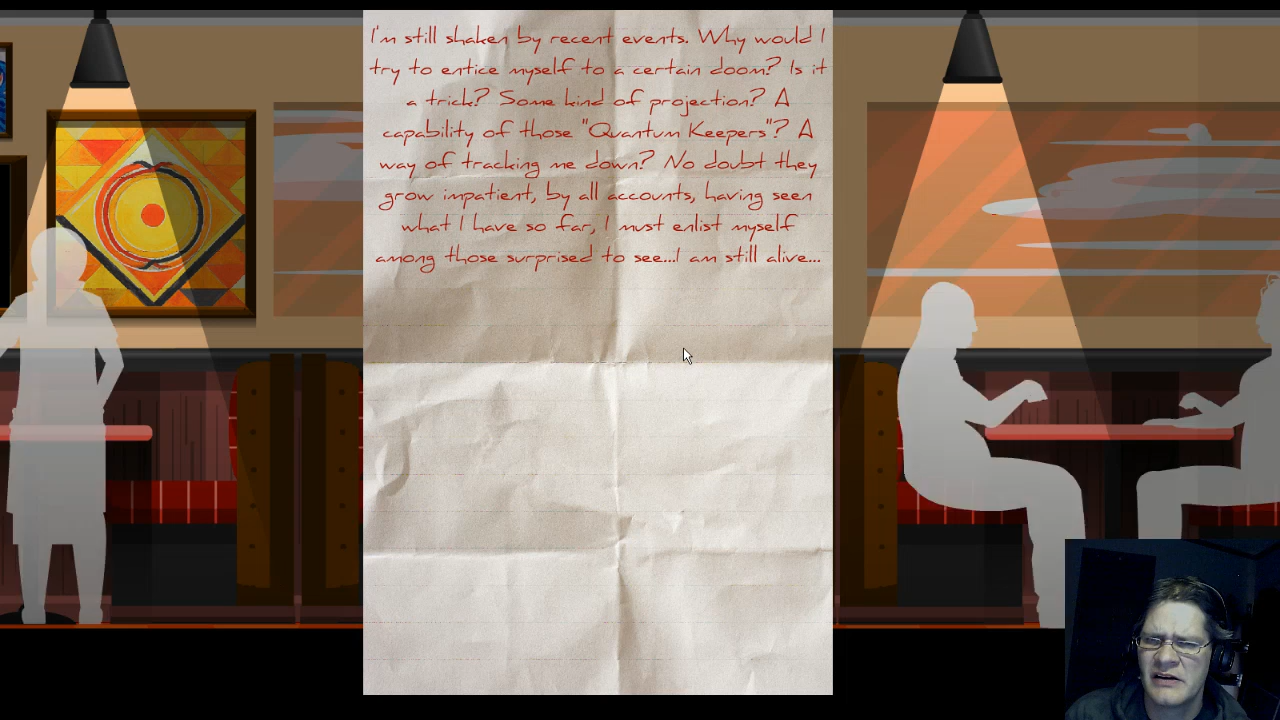 I'm still shaken by recent events. Why would I
try to entice myself to a certain doom? Is it
a trick? Some kind of projection? A
capability of those "Quantum Keepers"? A
way of tracking me down? No doubt they
grow impatient, by all accounts, having seen
what I have so far, I must enlist myself
among those surprised to see...I am still alive...